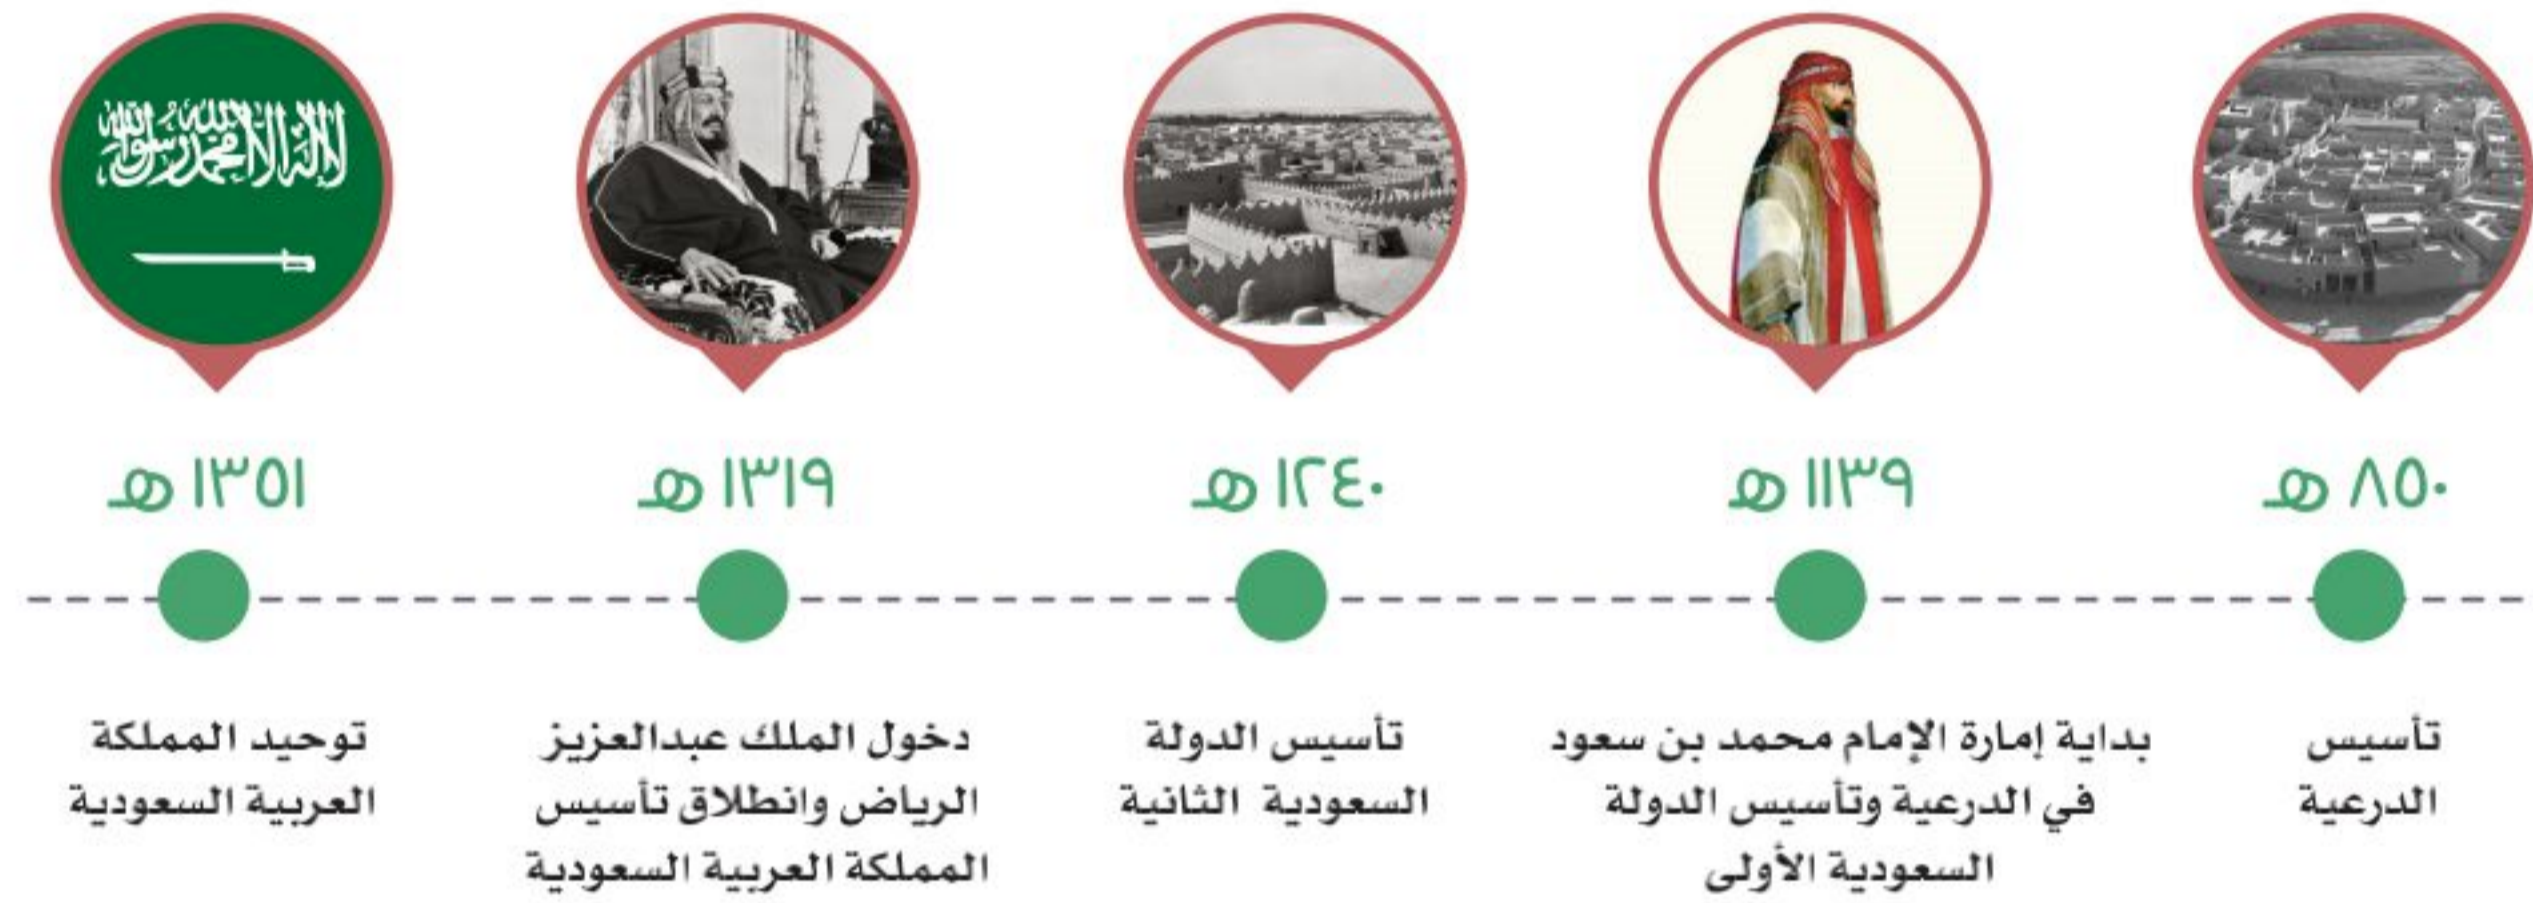 لا إله إلا الله محمد رسول الله
٨٥٠ هـ
تأسيس
الدرعية
١١٣٩ هـ
بداية إمارة الإمام محمد بن سعود
في الدرعية وتأسيس الدولة
السعودية الأولى
١٢٤٠ هـ
تأسيس الدولة
السعودية الثانية
١٣١٩ هـ
دخول الملك عبدالعزيز
الرياض وانطلاق تأسيس
المملكة العربية السعودية
١٣٥١ هـ
توحيد المملكة
العربية السعودية